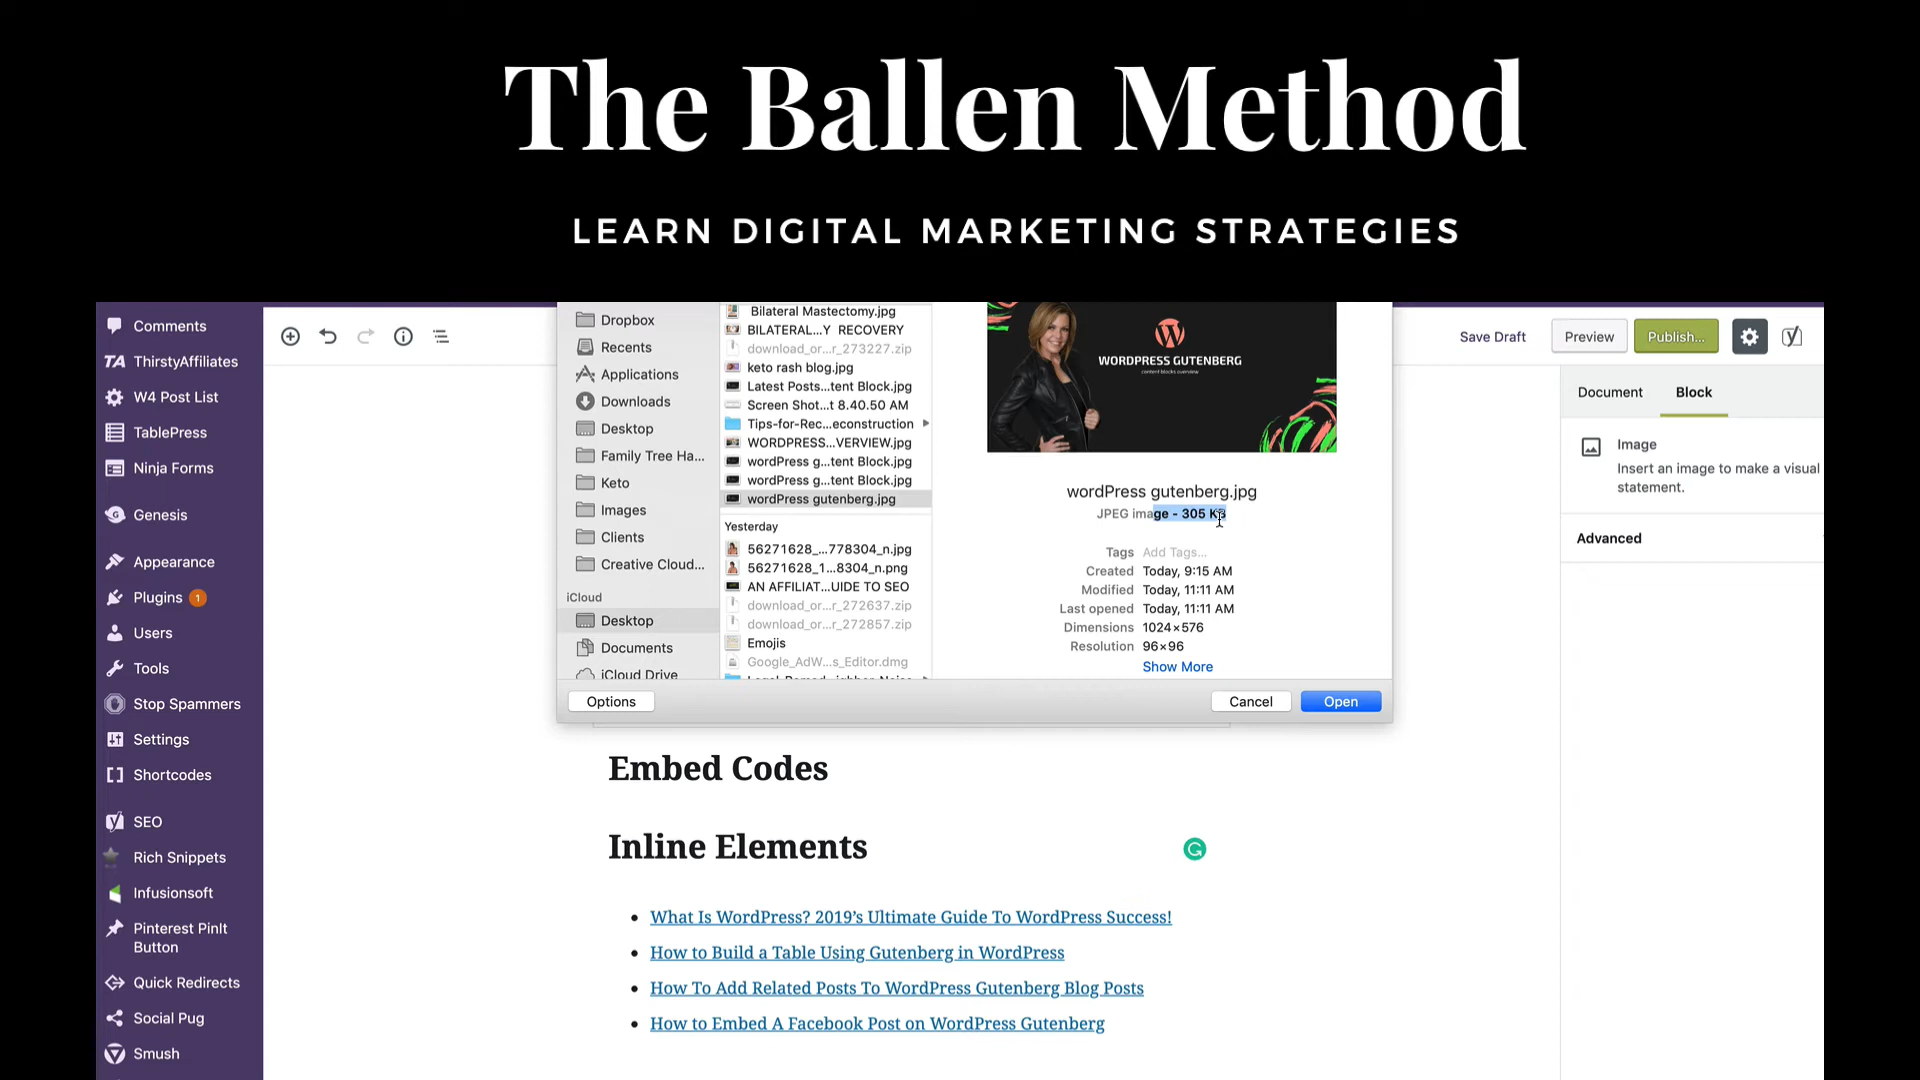 The Ballen Method
LEARN DIGITAL MARKETING STRATEGIES
Comments
ThirstyAffiliates
W4 Post List
TablePress
Ninja Forms
Genesis
Appearance
Plugins 1
Users
Tools
Stop Spammers
Settings
Shortcodes
SEO
Rich Snippets
Infusionsoft
Pinterest PinIt
Button
Quick Redirects
Social Pug
Smush
Dropbox
Recents
Applications
Downloads
Desktop
Family Tree Ha...
Keto
Images
Clients
Creative Cloud...
iCloud
Desktop
Documents
iCloud Drive
Bilateral Mastectomy.jpg
BILATERAL...Y RECOVERY
download_or...r_273227.zip
keto rash blog.jpg
Latest Posts...tent Block.jpg
Screen Shot...t 8.40.50 AM
Tips-for-Rec...econstruction
WORDPRESS...VERVIEW.jpg
wordPress g...tent Block.jpg
wordPress g...tent Block.jpg
wordPress gutenberg.jpg
Yesterday
56271628_...778304_n.jpg
56271628_1...8304_n.png
AN AFFILIAT...UIDE TO SEO
download_or...r_272637.zip
download_or...r_272857.zip
Emojis
Google_AdW...s_Editor.dmg
WORDPRESS GUTENBERG
content blocks overview
wordPress gutenberg.jpg
JPEG image - 305 KB
Tags Add Tags...
Created Today, 9:15 AM
Modified Today, 11:11 AM
Last opened Today, 11:11 AM
Dimensions 1024×576
Resolution 96×96
Show More
Options
Cancel
Open
Save Draft
Preview
Publish...
Document
Block
Image
Insert an image to make a visual
statement.
Advanced
Embed Codes
Inline Elements
What Is WordPress? 2019's Ultimate Guide To WordPress Success!
How to Build a Table Using Gutenberg in WordPress
How To Add Related Posts To WordPress Gutenberg Blog Posts
How to Embed A Facebook Post on WordPress Gutenberg